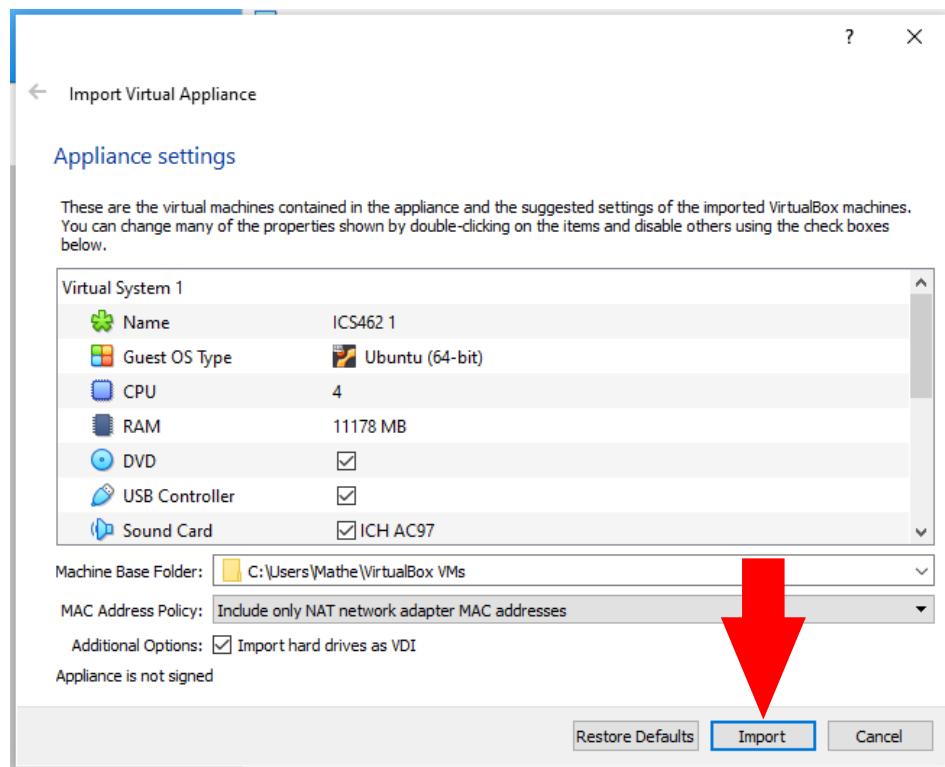 ?
Import Virtual Appliance
Appliance settings
These are the virtual machines contained in the appliance and the suggested settings of the imported VirtualBox machines.
You can change many of the properties shown by double-clicking on the items and disable others using the check boxes
below.
Virtual System 1
Name ICS462 1
Guest OS Type Ubuntu (64-bit)
CPU 4
RAM 11178 MB
DVD
USB Controller
Sound Card ICH AC97
Machine Base Folder: C:\Users\Mathe\VirtualBox VMs
MAC Address Policy: Include only NAT network adapter MAC addresses
Additional Options: Import hard drives as VDI
Appliance is not signed
Restore Defaults Import Cancel